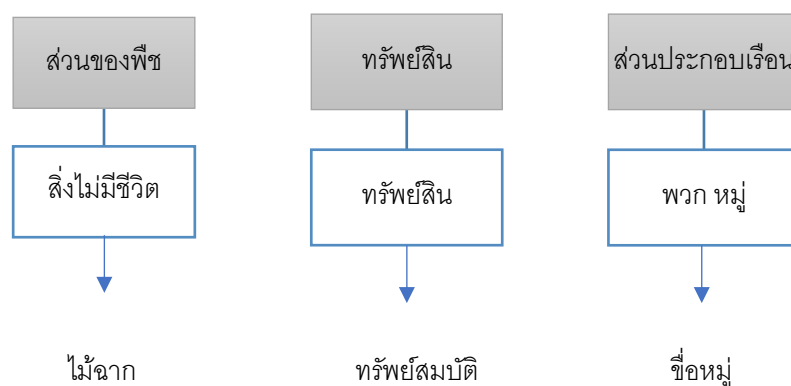 ส่วนของพืช
ทรัพย์สิน
ส่วนประกอบเรือน
สิ่งไม่มีชีวิต
ทรัพย์สิน
พวก หมู่
ไม้ฉาก
ทรัพย์สมบัติ
ขื่อหมู่